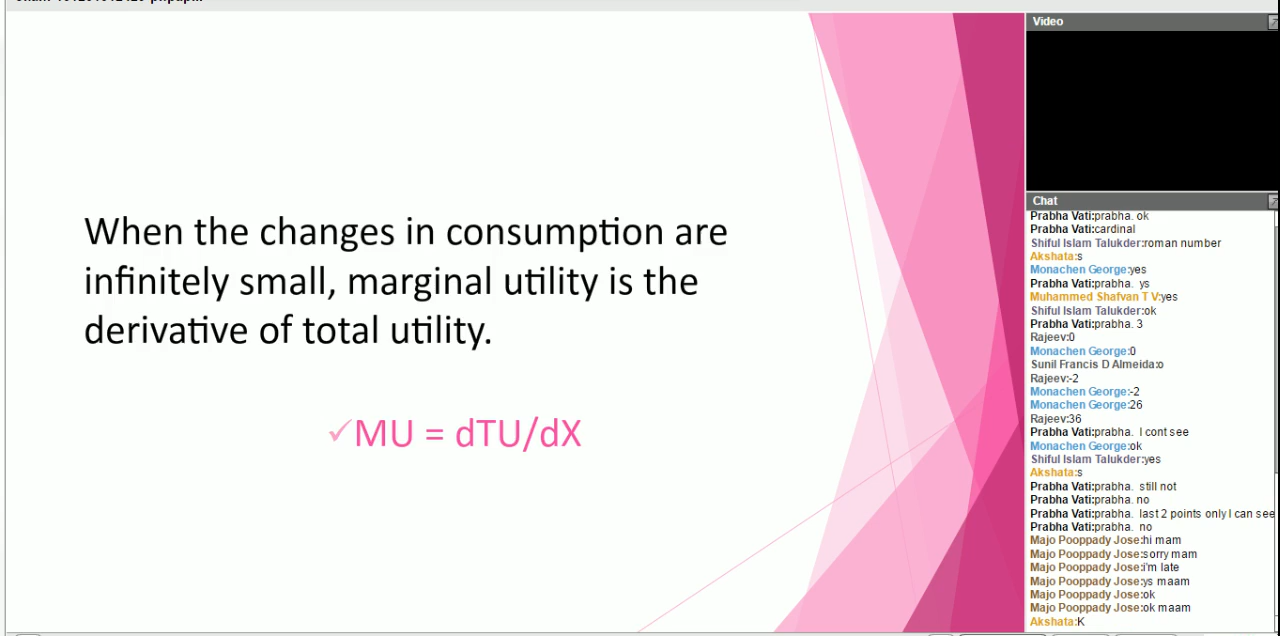 When the changes in consumption are
infinitely small, marginal utility is the
derivative of total utility.
✓MU = dTU/dX
Video
Chat
Prabha Vati:prabha. ok
Prabha Vati:cardinal
Shiful Islam Talukder:roman number
Akshata:s
Monachen George:yes
Prabha Vati:prabha. ys
Muhammed Shafvan T V:yes
Shiful Islam Talukder:ok
Prabha Vati:prabha. 3
Rajeev:0
Monachen George:0
Sunil Francis D Almeida:o
Rajeev:-2
Monachen George:-2
Monachen George:26
Rajeev:36
Prabha Vati:prabha. I cont see
Monachen George:ok
Shiful Islam Talukder:yes
Akshata:s
Prabha Vati:prabha. still not
Prabha Vati:prabha. no
Prabha Vati:prabha. last 2 points only I can see
Prabha Vati:prabha. no
Majo Pooppady Jose:hi mam
Majo Pooppady Jose:sorry mam
Majo Pooppady Jose:i'm late
Majo Pooppady Jose:ys maam
Majo Pooppady Jose:ok
Majo Pooppady Jose:ok maam
Akshata:K